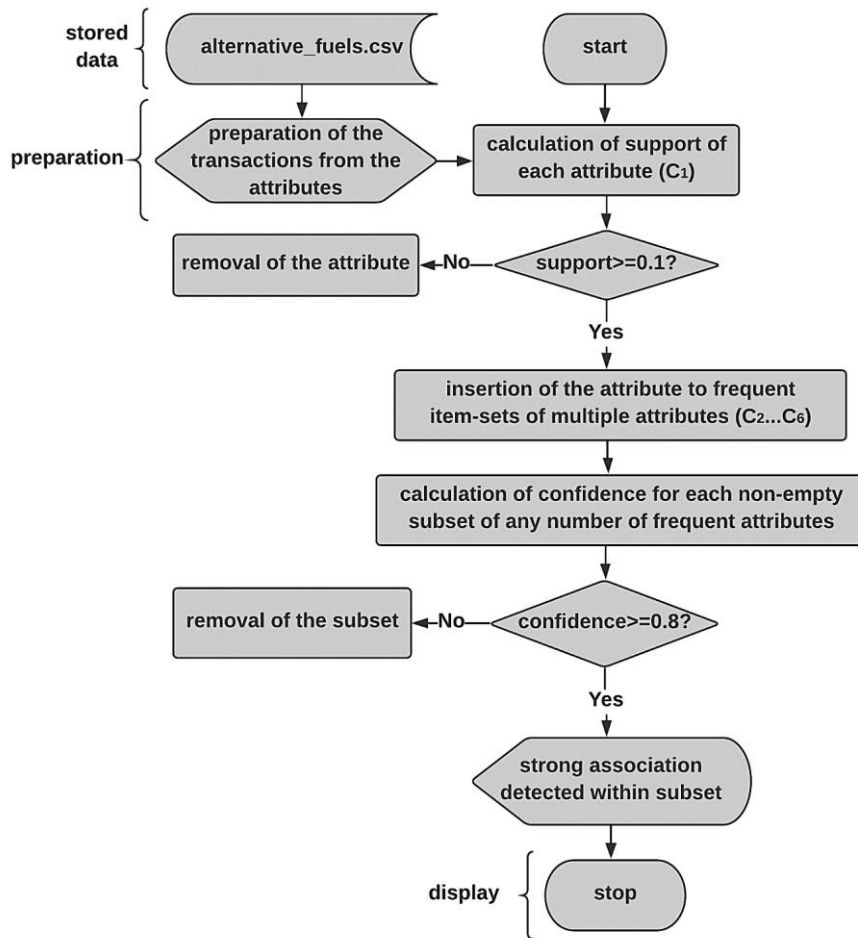 stored
data
alternative_fuels.csv
start
preparation
preparation of the
transactions from the
attributes
calculation of support of
each attribute (C₁)
removal of the attribute
No
support>=0.1?
Yes
insertion of the attribute to frequent
item-sets of multiple attributes (C₂...C₆)
calculation of confidence for each non-empty
subset of any number of frequent attributes
removal of the subset
No
confidence>=0.8?
Yes
strong association
detected within subset
display
stop